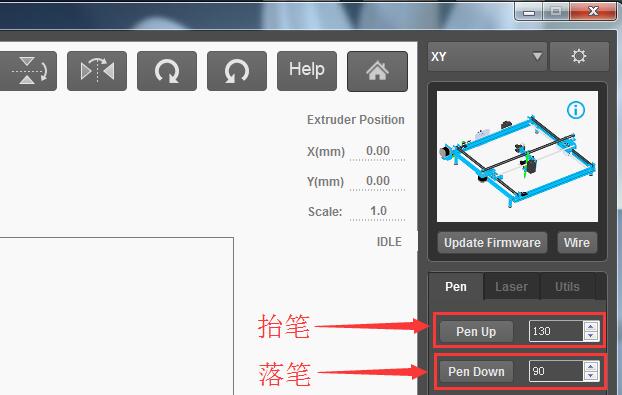 Help
XY
Extruder Position
X(mm) 0.00
Y(mm) 0.00
Scale: 1.0
IDLE
Update Firmware Wire
Pen Laser Utils
抬笔 Pen Up 130
落笔 Pen Down 90